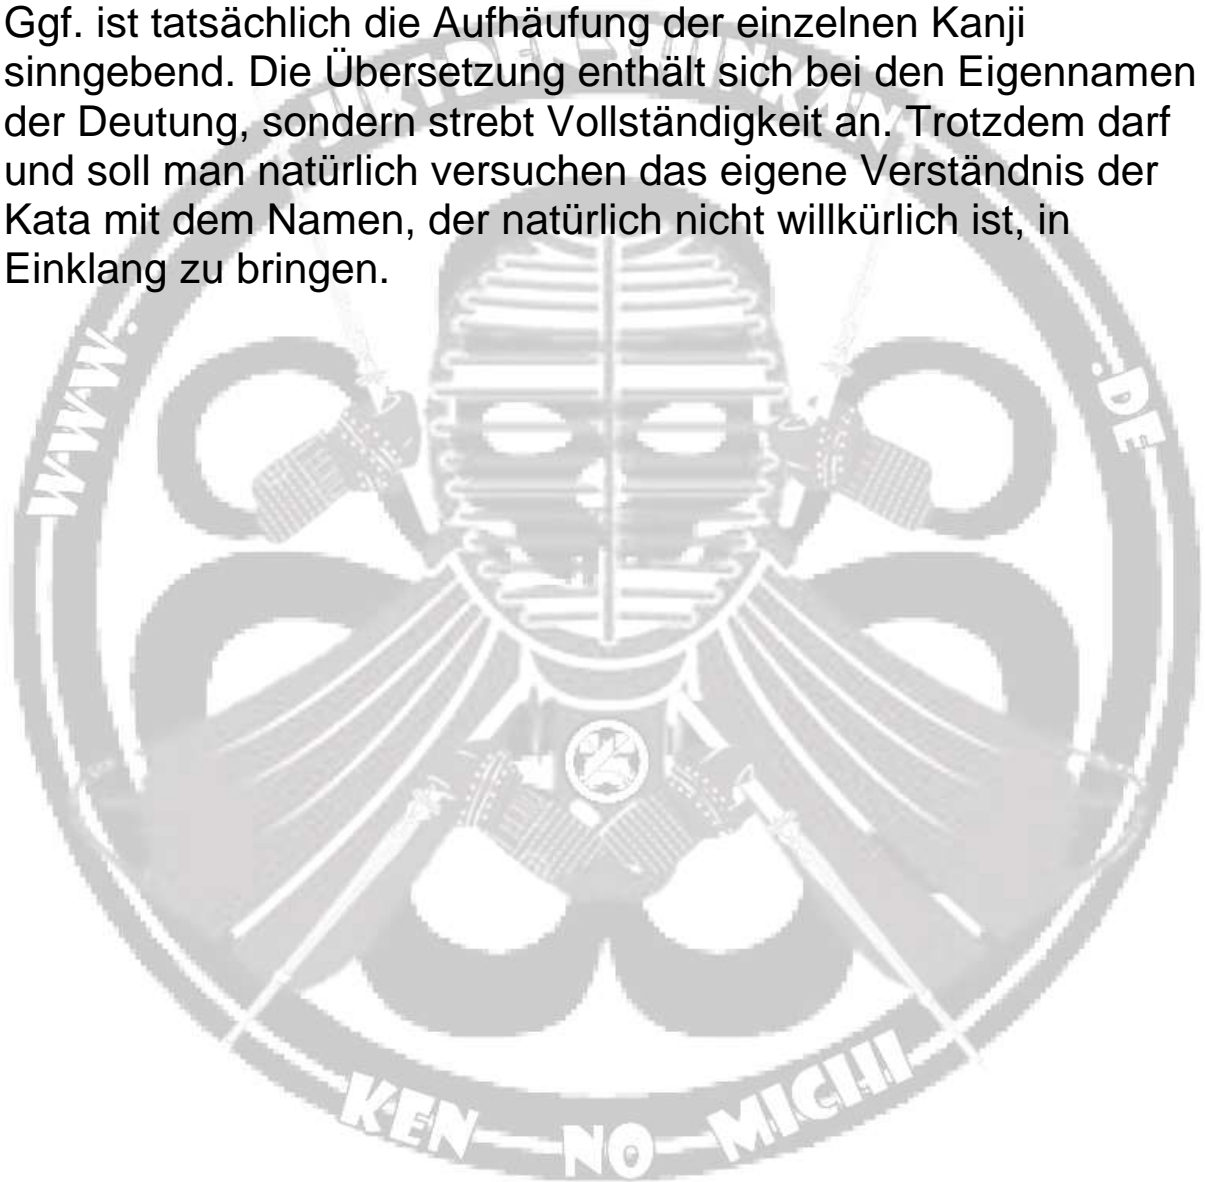 Ggf. ist tatsächlich die Aufhäufung der einzelnen Kanji
sinngebend. Die Übersetzung enthält sich bei den Eigennamen
der Deutung, sondern strebt Vollständigkeit an. Trotzdem darf
und soll man natürlich versuchen das eigene Verständnis der
Kata mit dem Namen, der natürlich nicht willkürlich ist, in
Einklang zu bringen.
WWW.
.DE
KEN NO MICHI